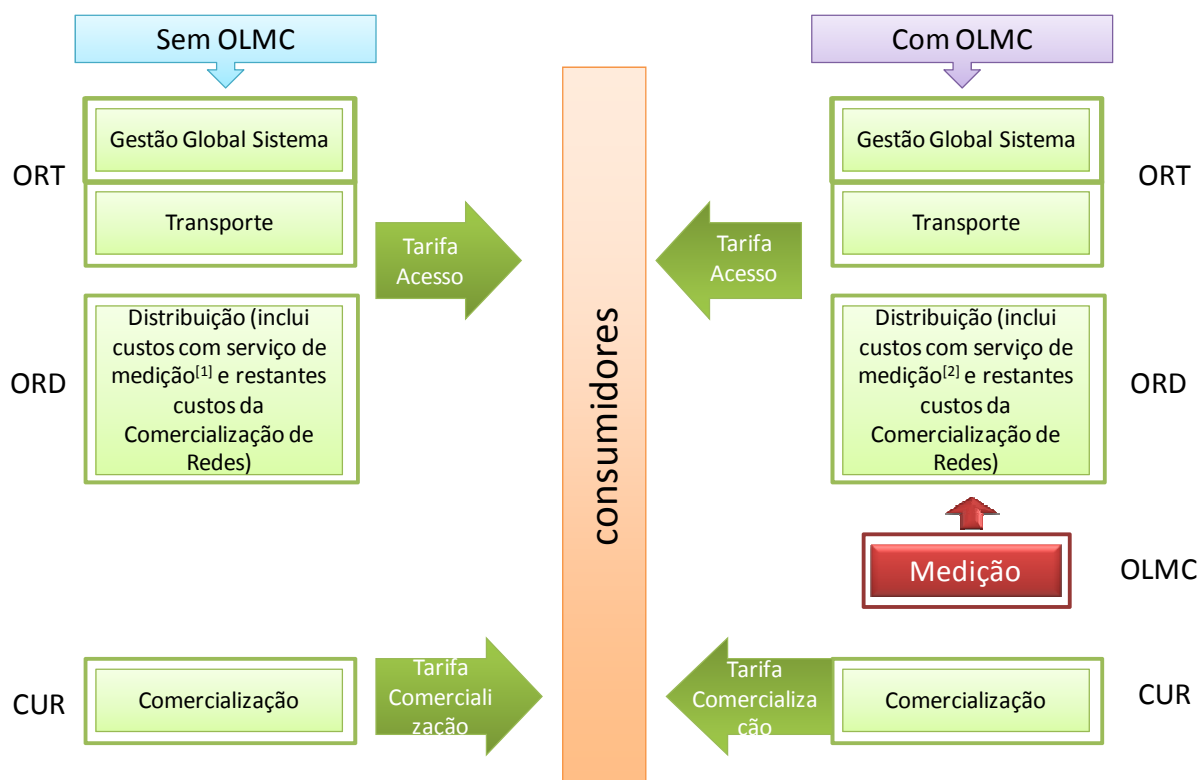 Sem OLMC
Com OLMC
ORT
Gestão Global Sistema
Transporte
Tarifa
Acesso
ORD
Distribuição (inclui
custos com serviço de
medição[1] e restantes
custos da
Comercialização de
Redes)
CUR
Comercialização
Tarifa
Comerciali
zação
consumidores
Gestão Global Sistema
Transporte
ORT
Tarifa
Acesso
Distribuição (inclui
custos com serviço de
medição[2] e restantes
custos da
Comercialização de
Redes)
ORD
Medição
OLMC
Tarifa
Comercializa
ção
Comercialização
CUR